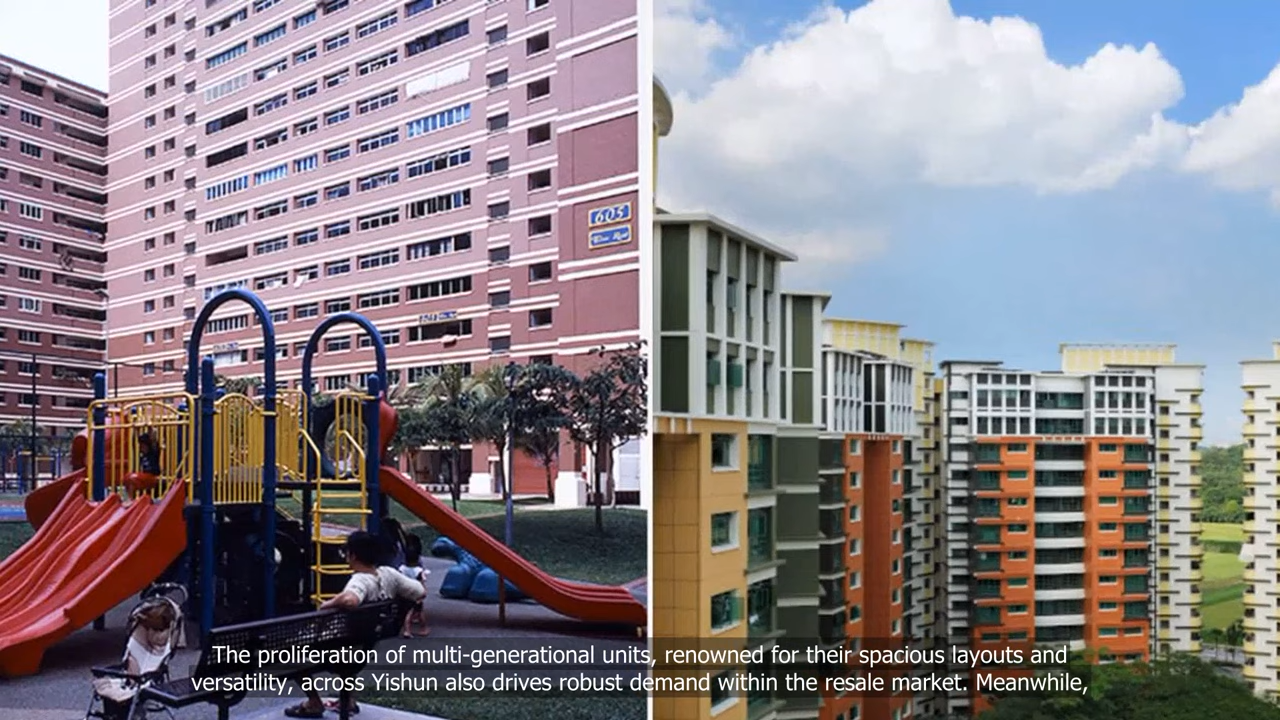 605
The proliferation of multi-generational units, renowned for their spacious layouts and
versatility, across Yishun also drives robust demand within the resale market. Meanwhile,